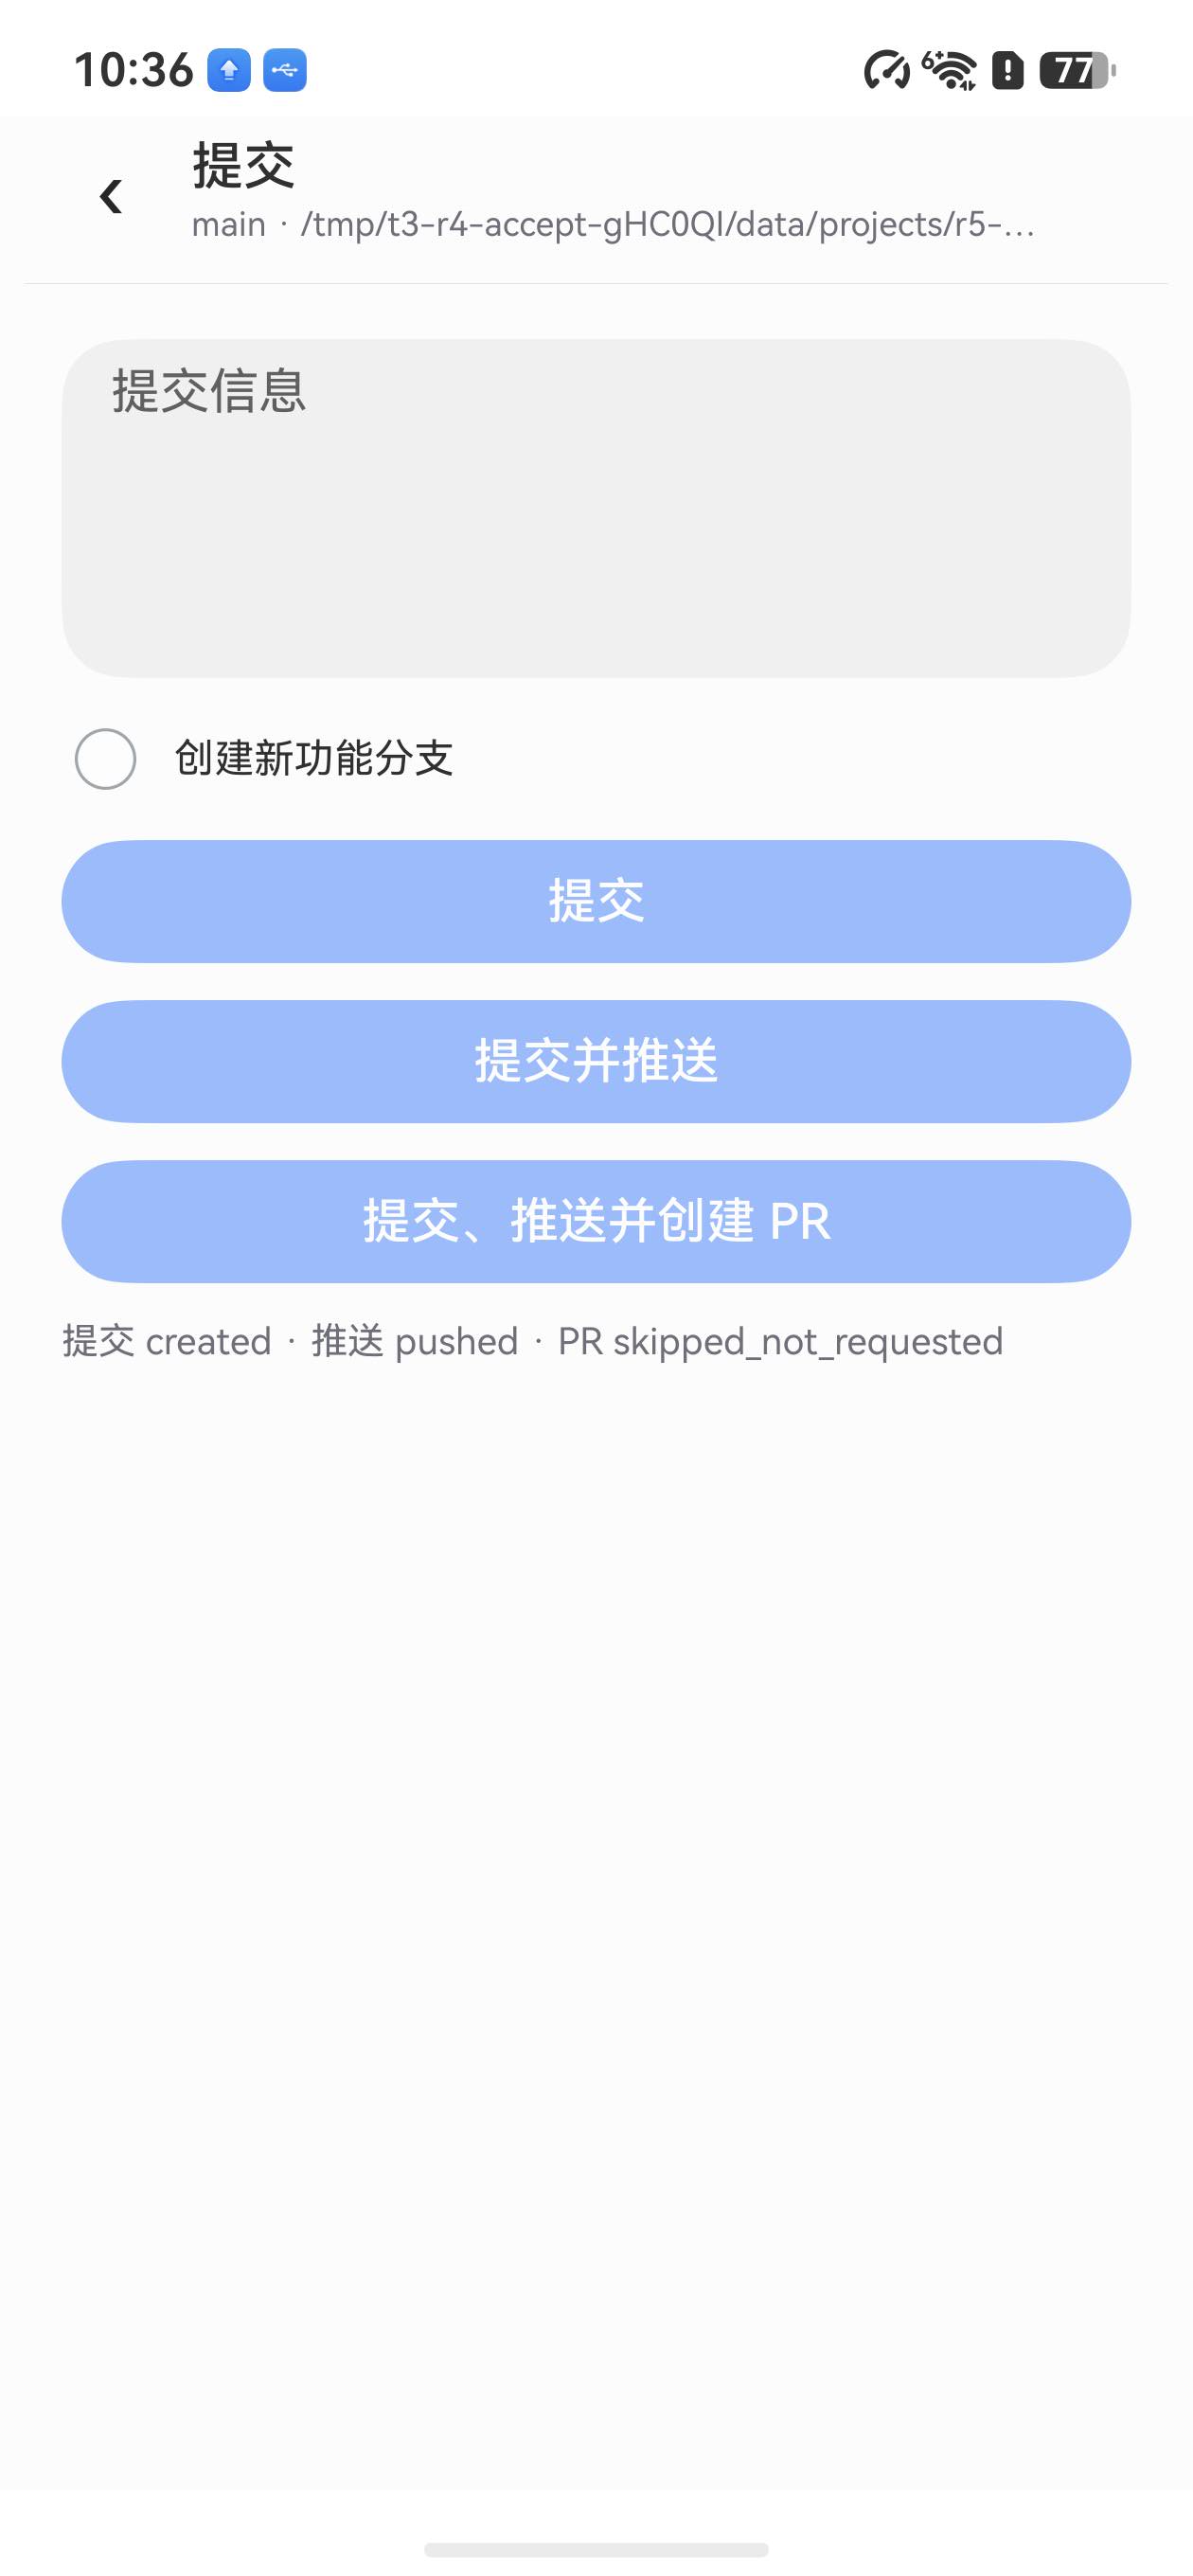 10:36
6+
77
提交
main · /tmp/t3-r4-accept-gHC0QI/data/projects/r5-...
提交信息
创建新功能分支
提交
提交并推送
提交、推送并创建 PR
提交 created · 推送 pushed · PR skipped_not_requested